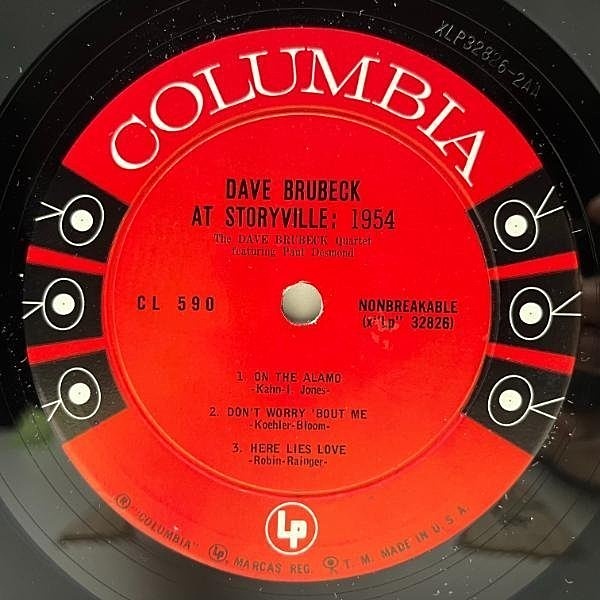 XLP32826-2A
COLUMBIA
DAVE BRUBECK
AT STORYVILLE: 1954
The DAVE BRUBECK Quartet
featuring Paul Desmond
CL 590
NONBREAKABLE
(x"Lp" 32826)
1. ON THE ALAMO
-Kahn-I. Jones-
2. DON'T WORRY 'BOUT ME
-Koehler-Bloom-
3. HERE LIES LOVE
-Robin-Rainger-
Lp
Ⓡ "COLUMBIA" Lp, MARCAS REG. T. M. MADE IN U.S.A.